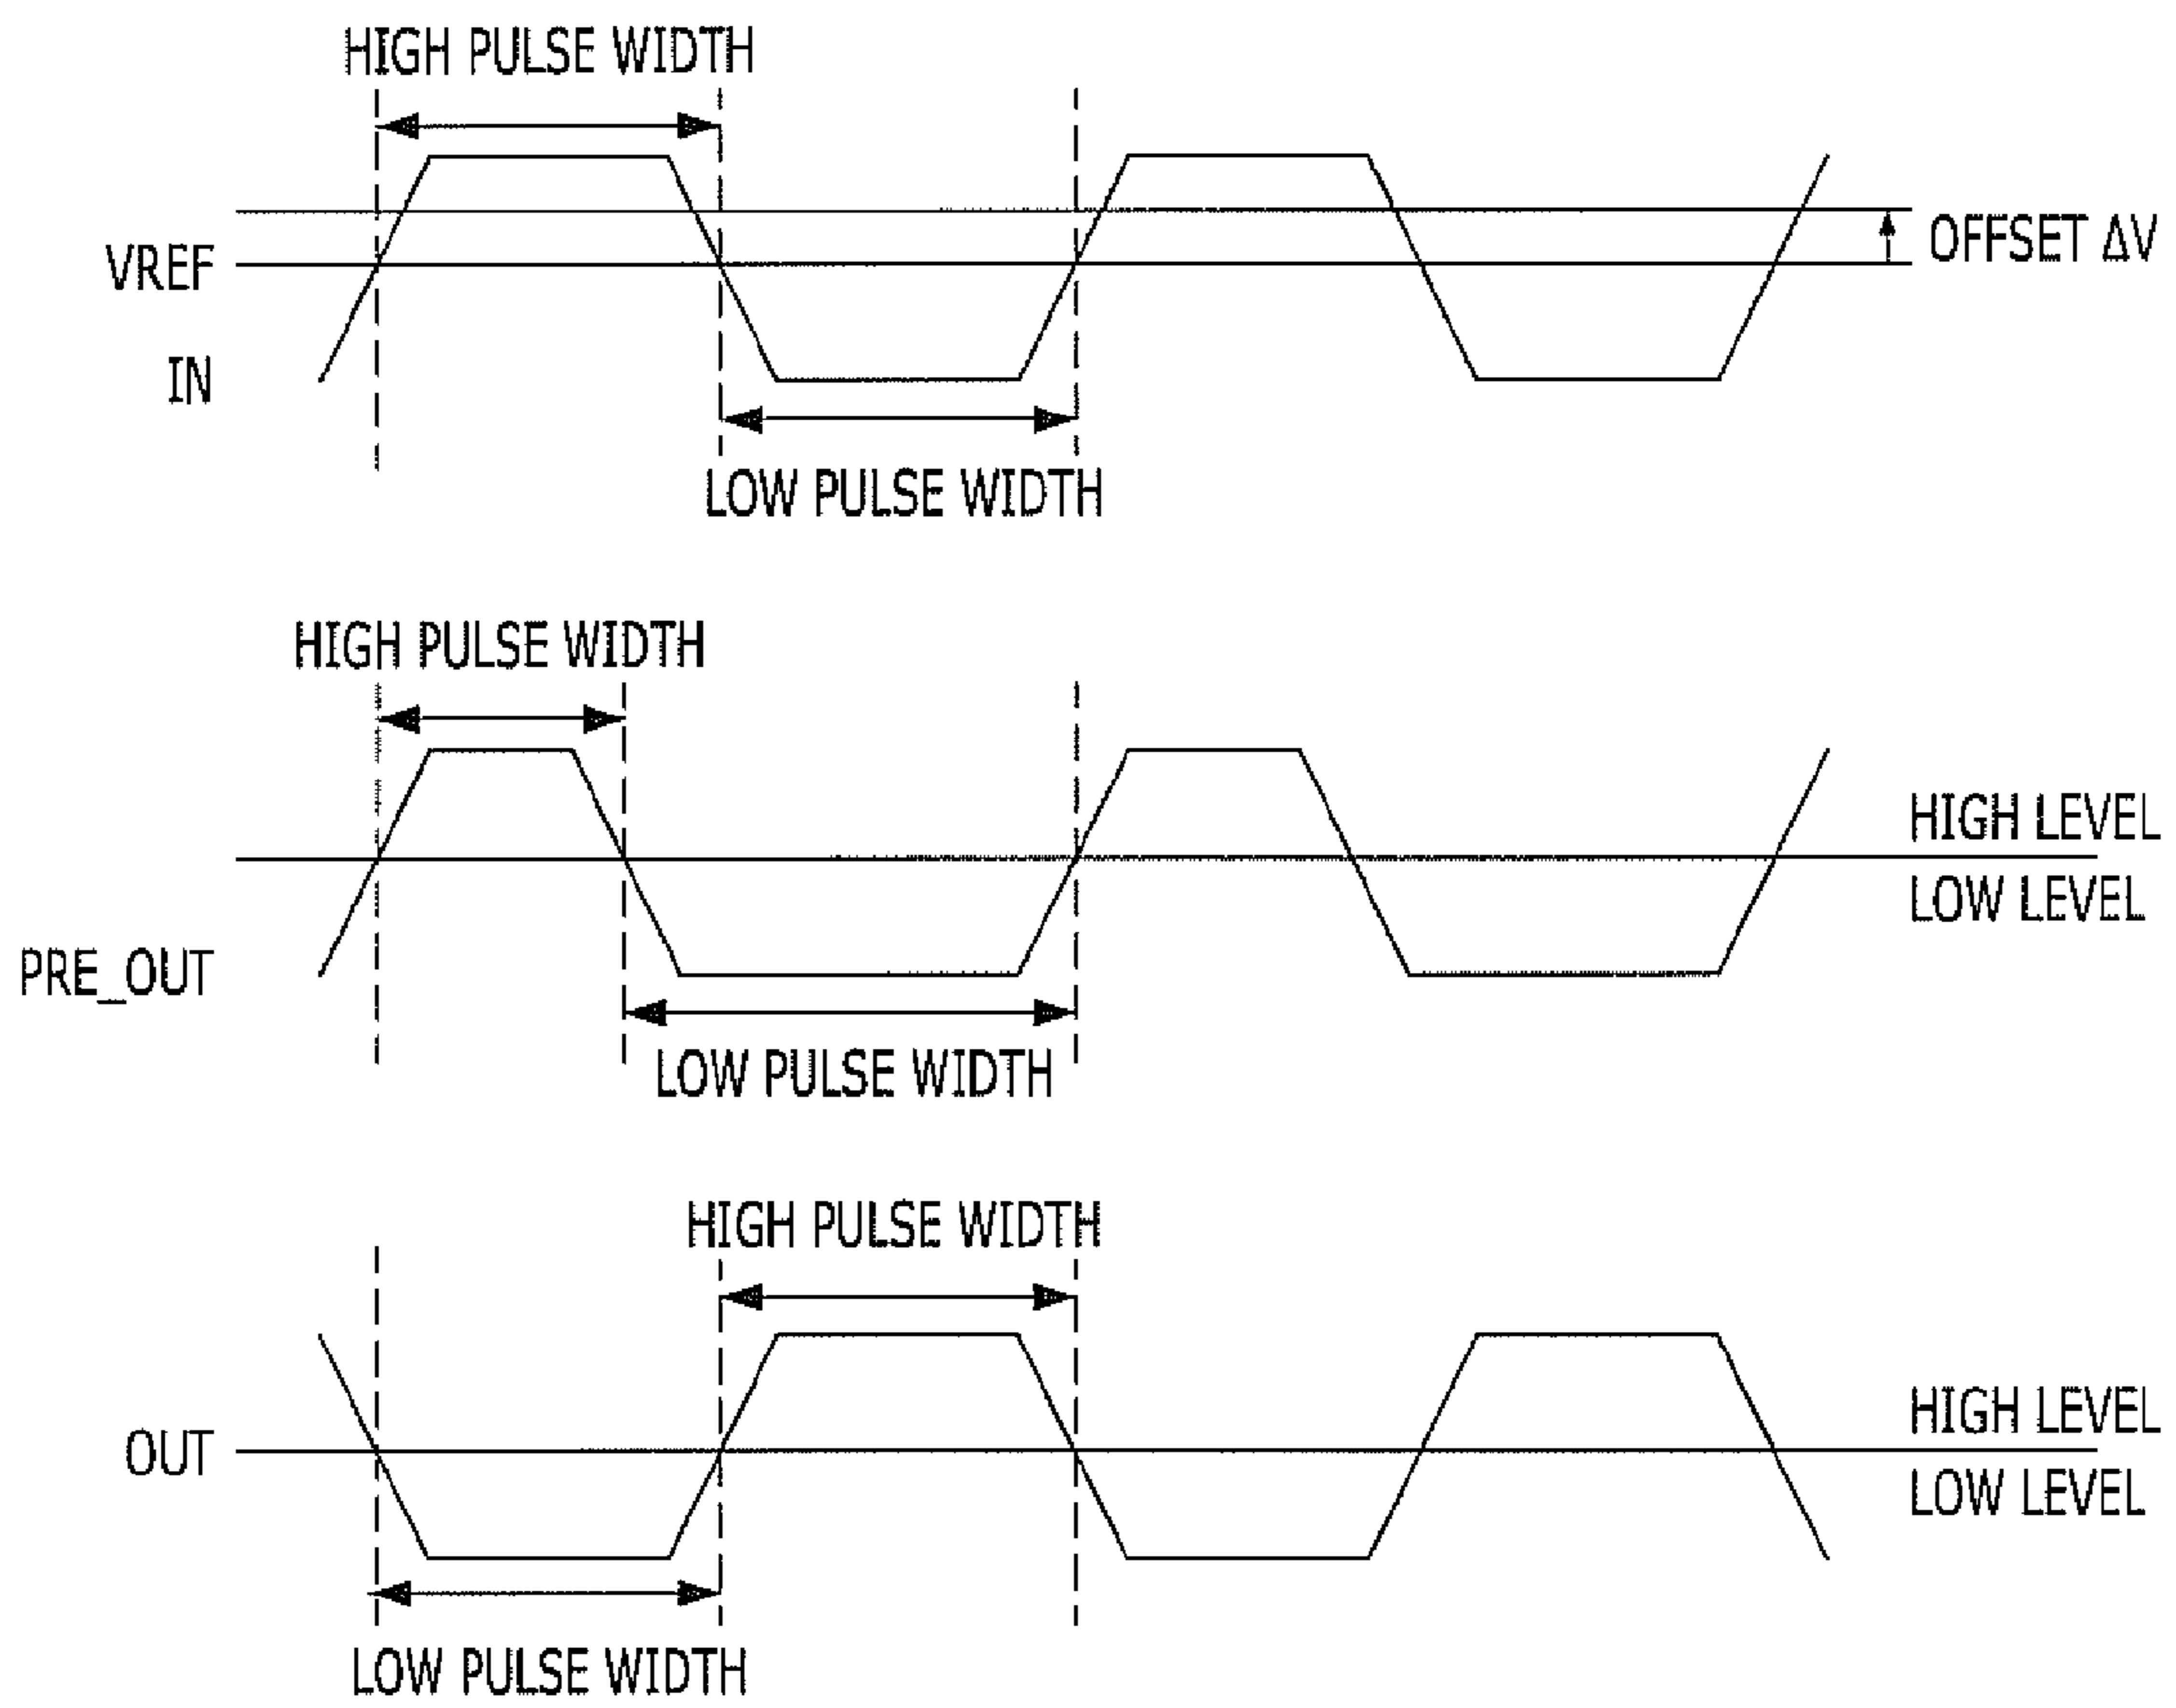 HIGH PULSE WIDTH
VREF
OFFSET ΔV
IN
LOW PULSE WIDTH
HIGH PULSE WIDTH
HIGH LEVEL
LOW LEVEL
PRE_OUT
LOW PULSE WIDTH
HIGH PULSE WIDTH
HIGH LEVEL
OUT
LOW LEVEL
LOW PULSE WIDTH